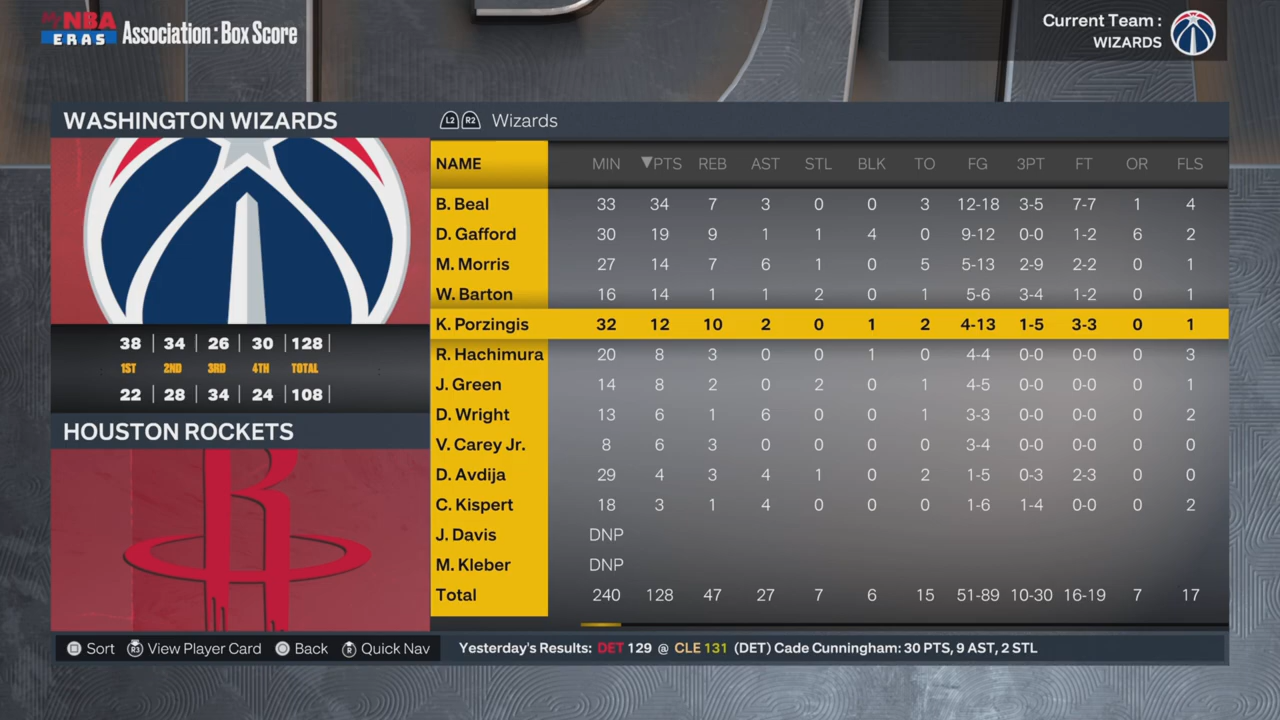 My NBA ERAS Association: Box Score
Current Team :
WIZARDS
WASHINGTON WIZARDS
38 | 34 | 26 | 30 | 128 |
1ST 2ND 3RD 4TH TOTAL
22 | 28 | 34 | 24 | 108 |
HOUSTON ROCKETS
L2 R2 Wizards
NAME MIN ▼PTS REB AST STL BLK TO FG 3PT FT OR FLS
B. Beal 33 34 7 3 0 0 3 12-18 3-5 7-7 1 4
D. Gafford 30 19 9 1 1 4 0 9-12 0-0 1-2 6 2
M. Morris 27 14 7 6 1 0 5 5-13 2-9 2-2 0 1
W. Barton 16 14 1 1 2 0 1 5-6 3-4 1-2 0 1
K. Porzingis 32 12 10 2 0 1 2 4-13 1-5 3-3 0 1
R. Hachimura 20 8 3 0 0 1 0 4-4 0-0 0-0 0 3
J. Green 14 8 2 0 2 0 1 4-5 0-0 0-0 0 1
D. Wright 13 6 1 6 0 0 1 3-3 0-0 0-0 0 2
V. Carey Jr. 8 6 3 0 0 0 0 3-4 0-0 0-0 0 0
D. Avdija 29 4 3 4 1 0 2 1-5 0-3 2-3 0 0
C. Kispert 18 3 1 4 0 0 0 1-6 1-4 0-0 0 2
J. Davis DNP
M. Kleber DNP
Total 240 128 47 27 7 6 15 51-89 10-30 16-19 7 17
Sort R3 View Player Card Back R Quick Nav
Yesterday's Results: DET 129 @ CLE 131 (DET) Cade Cunningham: 30 PTS, 9 AST, 2 STL